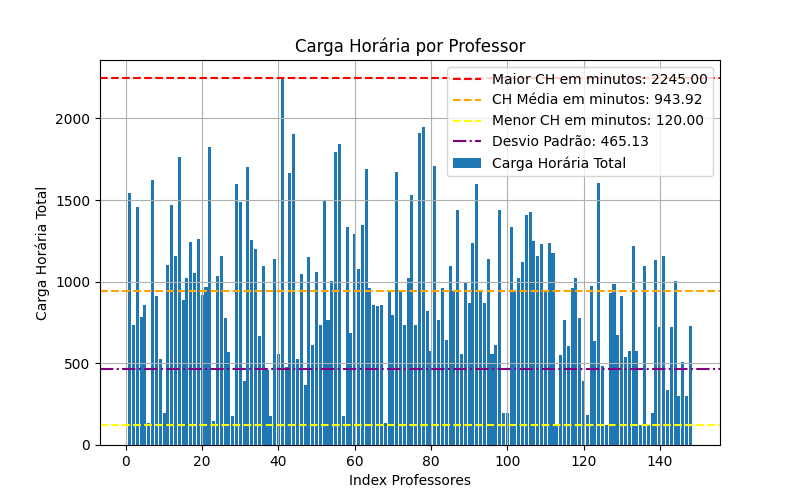 Carga Horária por Professor
Maior CH em minutos: 2245.00
CH Média em minutos: 943.92
Menor CH em minutos: 120.00
Desvio Padrão: 465.13
Carga Horária Total
Carga Horária Total
2000
1500
1000
500
0
0 20 40 60 80 100 120 140
Index Professores